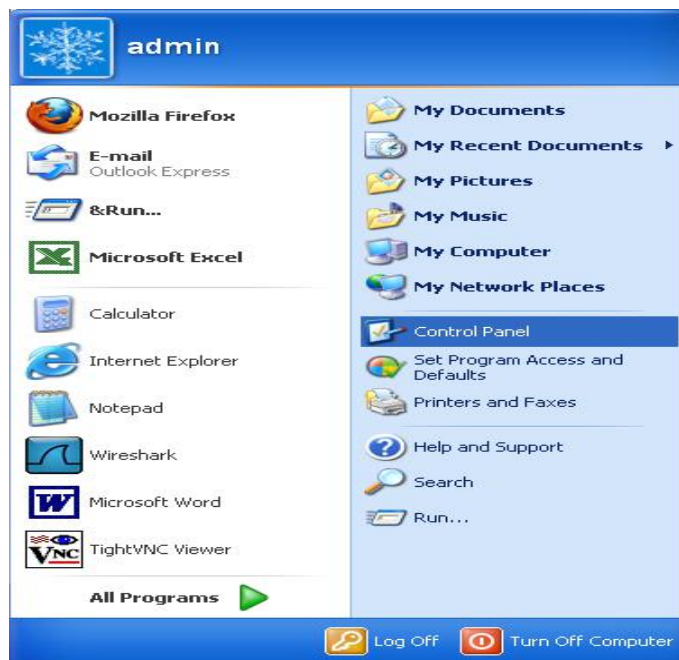 admin
Mozilla Firefox
E-mail
Outlook Express
&Run...
Microsoft Excel
Calculator
Internet Explorer
Notepad
Wireshark
Microsoft Word
VNC
TightVNC Viewer
All Programs
My Documents
My Recent Documents
My Pictures
My Music
My Computer
My Network Places
Control Panel
Set Program Access and
Defaults
Printers and Faxes
Help and Support
Search
Run...
Log Off
Turn Off Computer